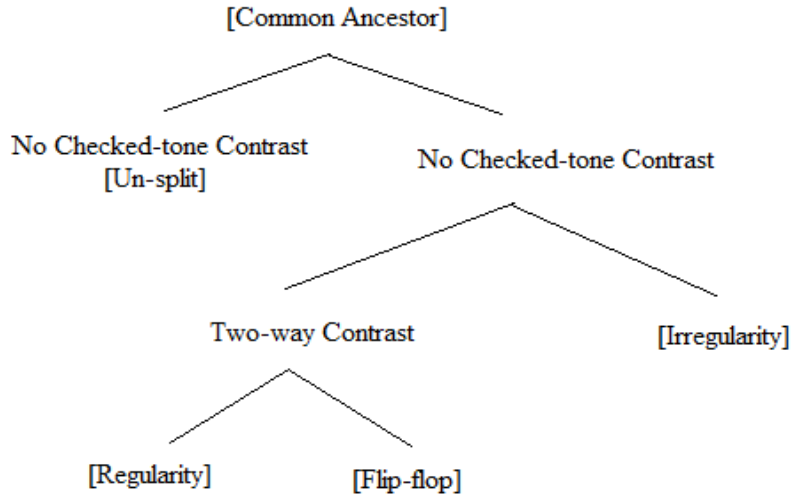 [Common Ancestor]
No Checked-tone Contrast
[Un-split]
No Checked-tone Contrast
Two-way Contrast
[Irregularity]
[Regularity]
[Flip-flop]